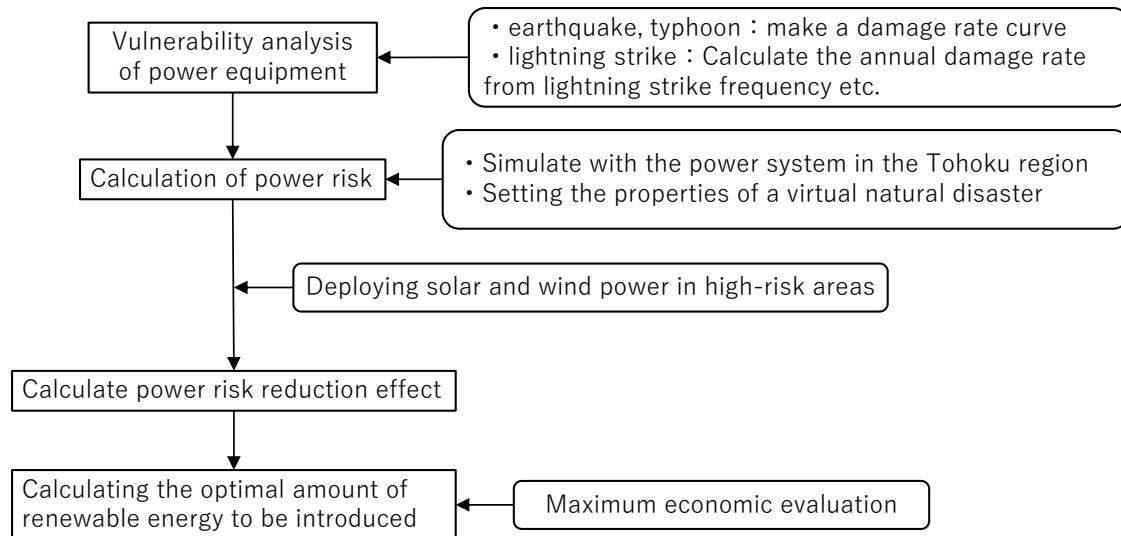 Vulnerability analysis
of power equipment
・earthquake, typhoon：make a damage rate curve
・lightning strike：Calculate the annual damage rate
from lightning strike frequency etc.
Calculation of power risk
・Simulate with the power system in the Tohoku region
・Setting the properties of a virtual natural disaster
Deploying solar and wind power in high-risk areas
Calculate power risk reduction effect
Calculating the optimal amount of
renewable energy to be introduced
Maximum economic evaluation